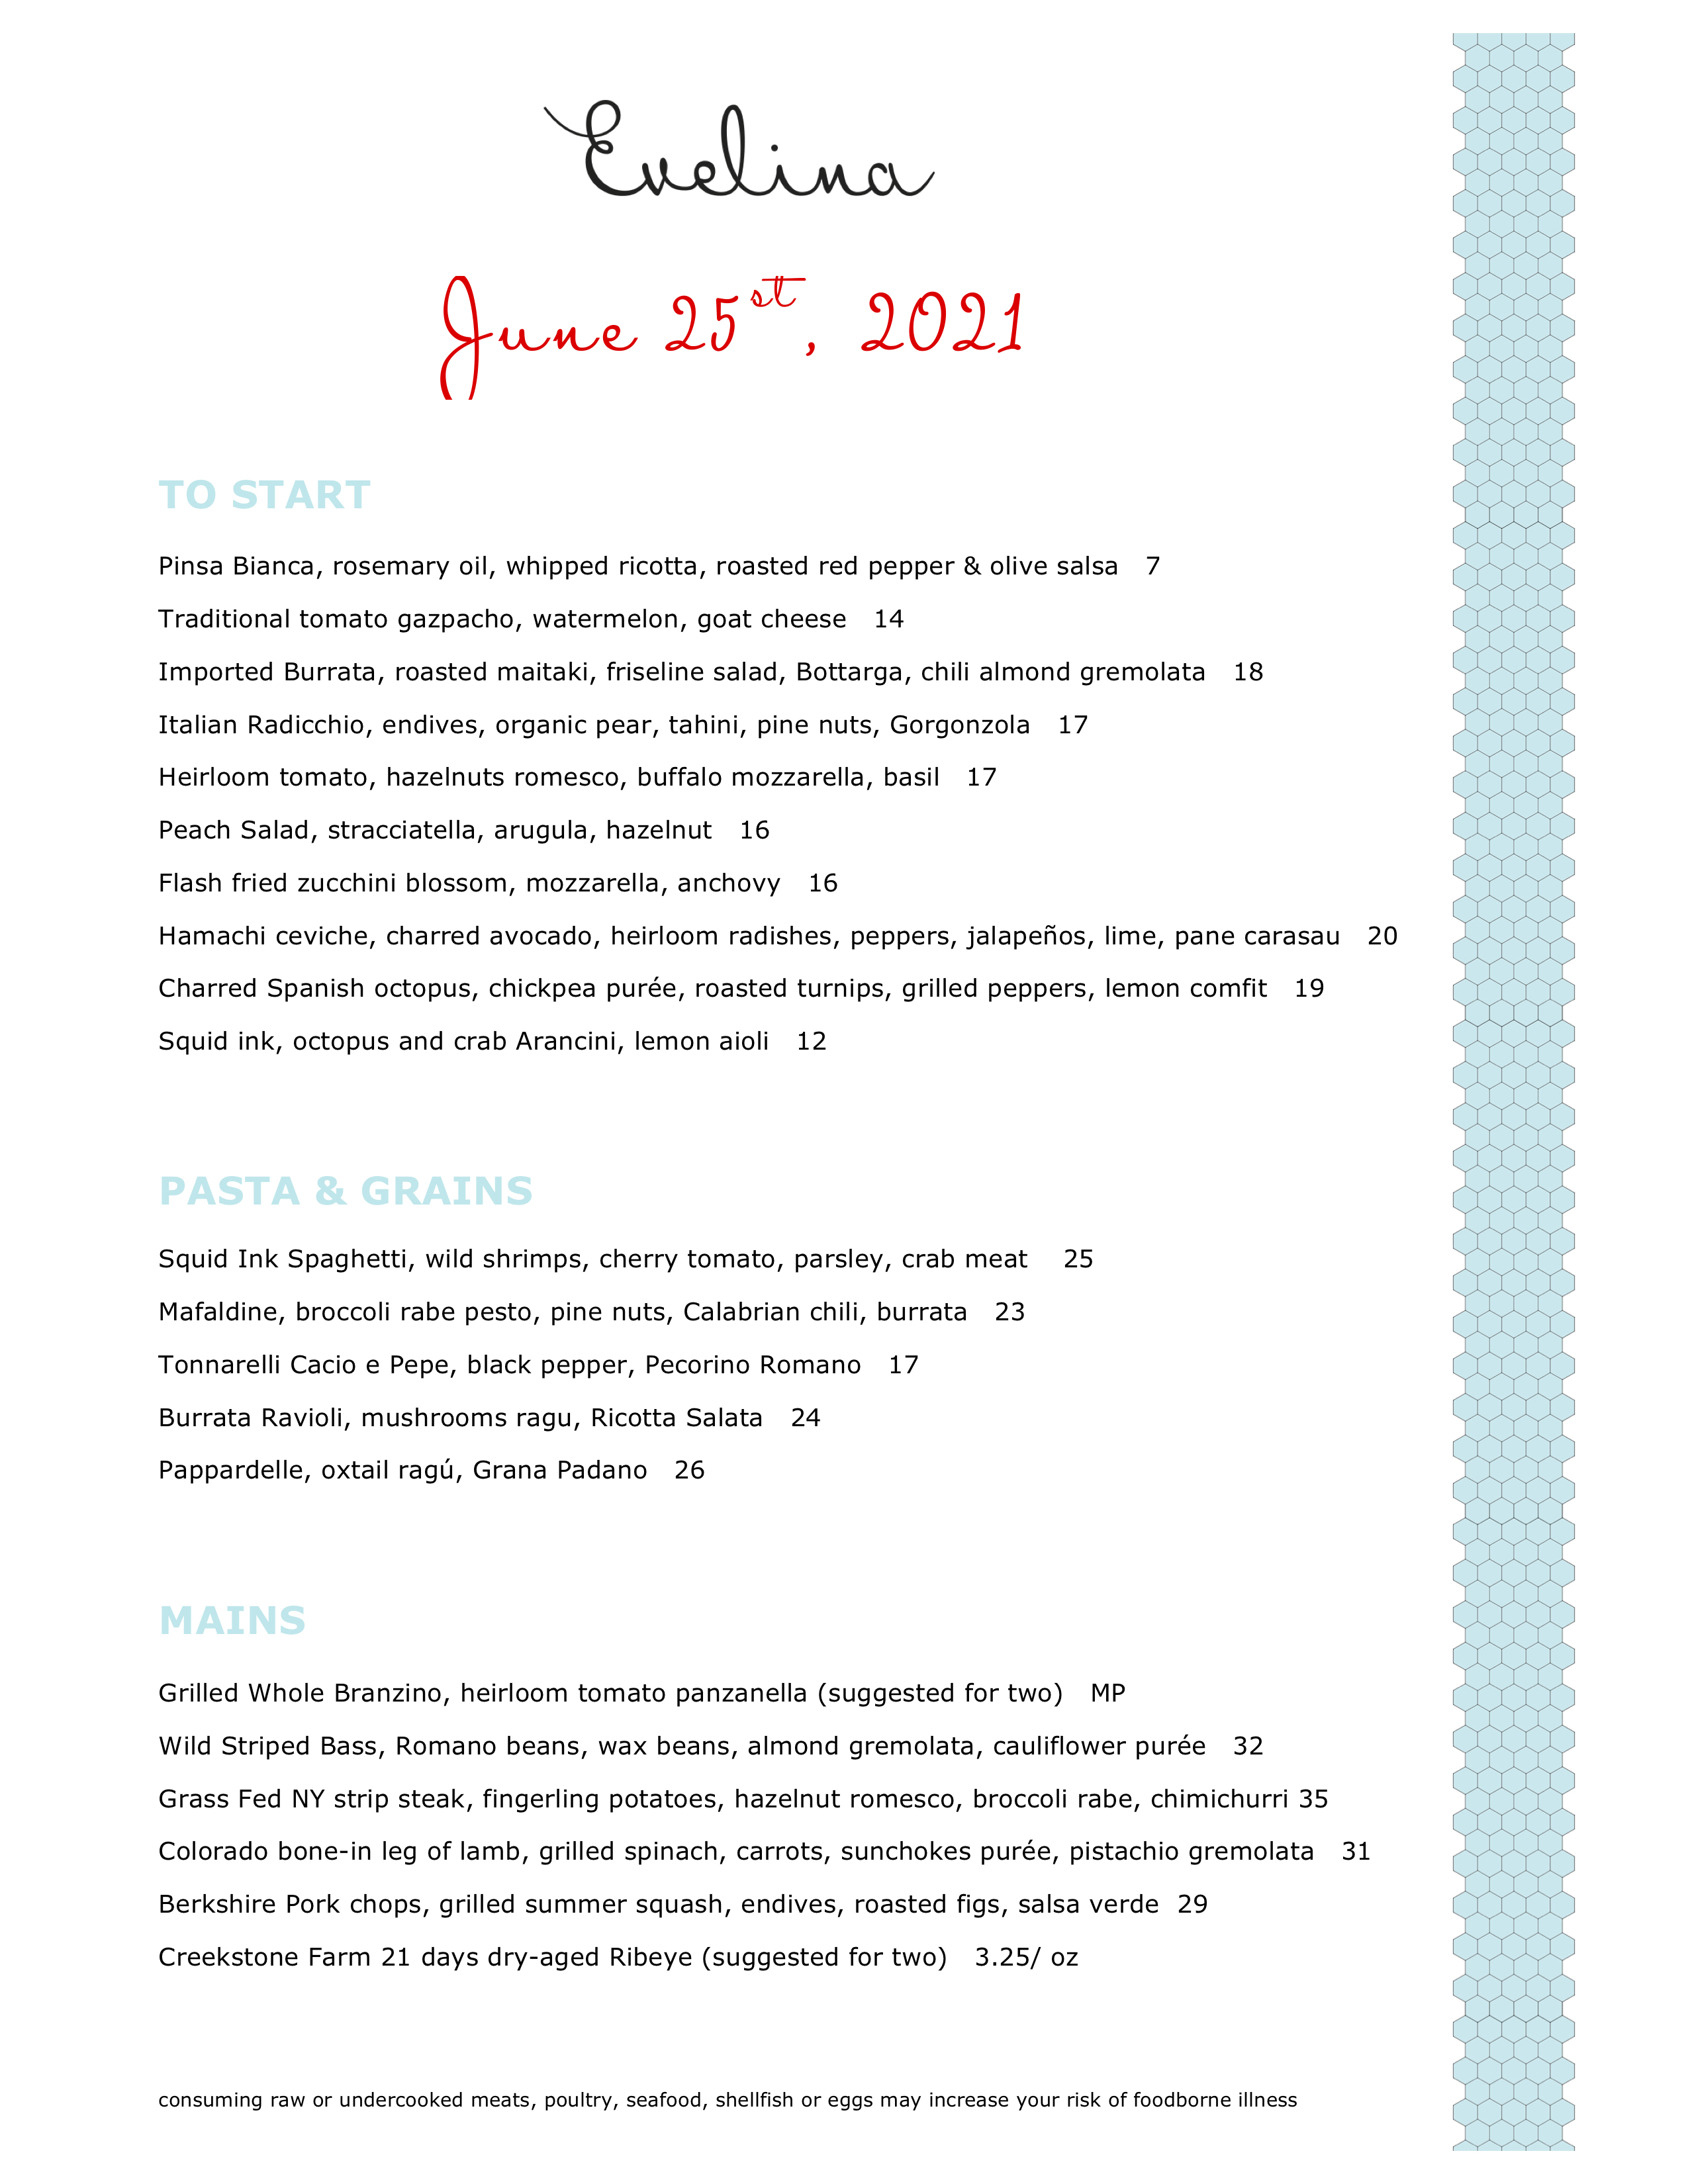 Evelina
June 25st, 2021
TO START
Pinsa Bianca, rosemary oil, whipped ricotta, roasted red pepper & olive salsa 7
Traditional tomato gazpacho, watermelon, goat cheese 14
Imported Burrata, roasted maitaki, friseline salad, Bottarga, chili almond gremolata 18
Italian Radicchio, endives, organic pear, tahini, pine nuts, Gorgonzola 17
Heirloom tomato, hazelnuts romesco, buffalo mozzarella, basil 17
Peach Salad, stracciatella, arugula, hazelnut 16
Flash fried zucchini blossom, mozzarella, anchovy 16
Hamachi ceviche, charred avocado, heirloom radishes, peppers, jalapeños, lime, pane carasau 20
Charred Spanish octopus, chickpea purée, roasted turnips, grilled peppers, lemon comfit 19
Squid ink, octopus and crab Arancini, lemon aioli 12
PASTA & GRAINS
Squid Ink Spaghetti, wild shrimps, cherry tomato, parsley, crab meat 25
Mafaldine, broccoli rabe pesto, pine nuts, Calabrian chili, burrata 23
Tonnarelli Cacio e Pepe, black pepper, Pecorino Romano 17
Burrata Ravioli, mushrooms ragu, Ricotta Salata 24
Pappardelle, oxtail ragú, Grana Padano 26
MAINS
Grilled Whole Branzino, heirloom tomato panzanella (suggested for two) MP
Wild Striped Bass, Romano beans, wax beans, almond gremolata, cauliflower purée 32
Grass Fed NY strip steak, fingerling potatoes, hazelnut romesco, broccoli rabe, chimichurri 35
Colorado bone-in leg of lamb, grilled spinach, carrots, sunchokes purée, pistachio gremolata 31
Berkshire Pork chops, grilled summer squash, endives, roasted figs, salsa verde 29
Creekstone Farm 21 days dry-aged Ribeye (suggested for two) 3.25/ oz
consuming raw or undercooked meats, poultry, seafood, shellfish or eggs may increase your risk of foodborne illness